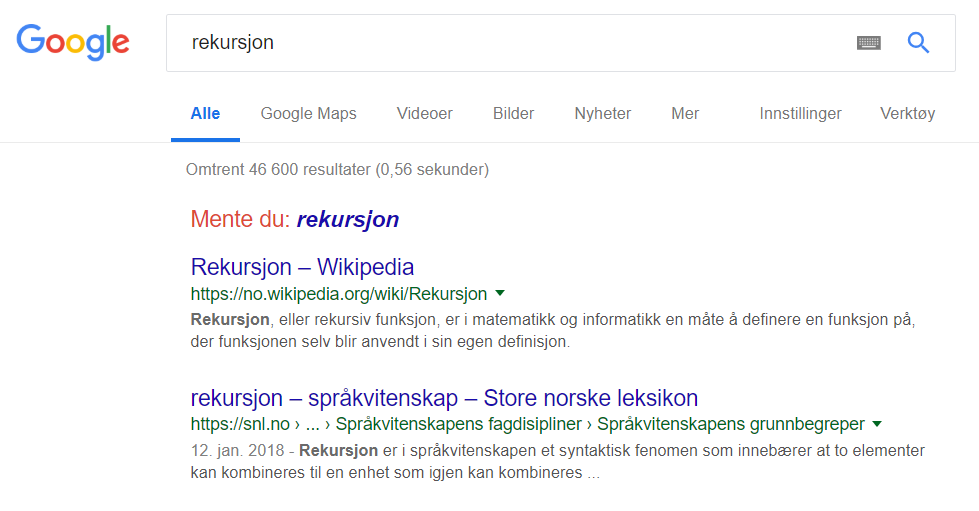 Google
rekursjon
Alle Google Maps Videoer Bilder Nyheter Mer Innstillinger Verktøy
Omtrent 46 600 resultater (0,56 sekunder)
Mente du: rekursjon
Rekursjon – Wikipedia
https://no.wikipedia.org/wiki/Rekursjon
Rekursjon, eller rekursiv funksjon, er i matematikk og informatikk en måte å definere en funksjon på,
der funksjonen selv blir anvendt i sin egen definisjon.
rekursjon – språkvitenskap – Store norske leksikon
https://snl.no › ... › Språkvitenskapens fagdisipliner › Språkvitenskapens grunnbegreper
12. jan. 2018 - Rekursjon er i språkvitenskapen et syntaktisk fenomen som innebærer at to elementer
kan kombineres til en enhet som igjen kan kombineres ...